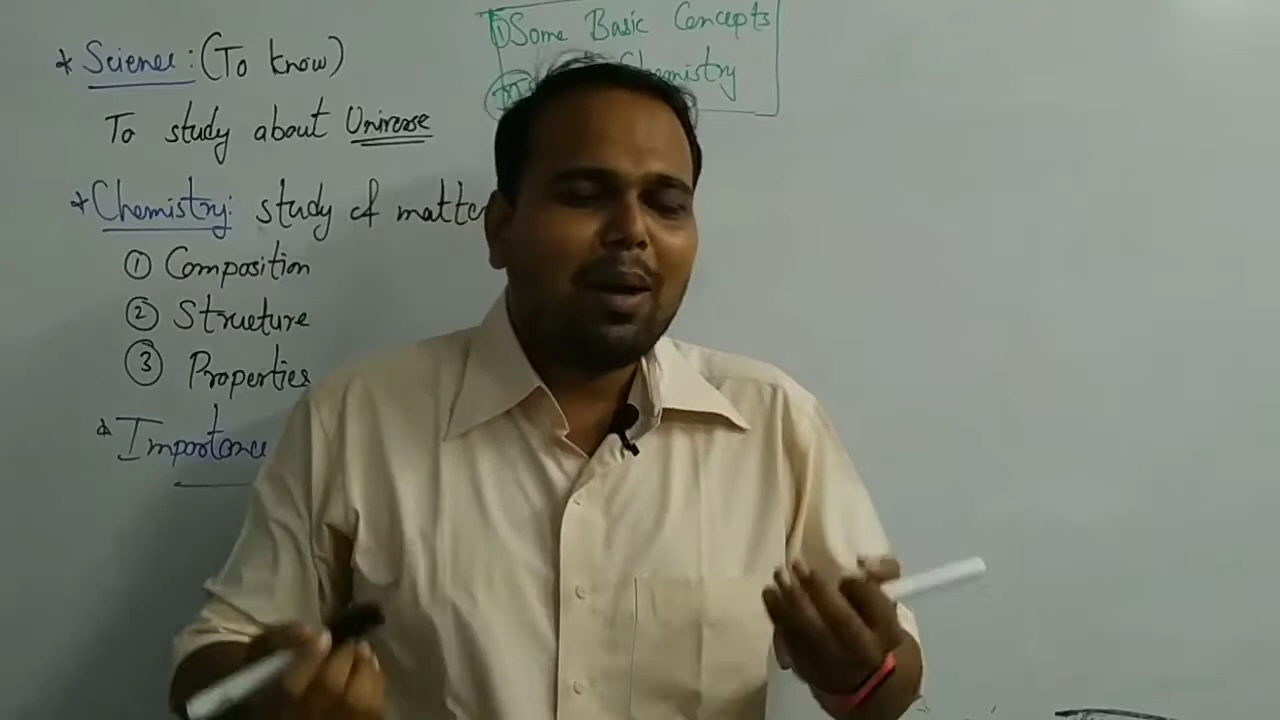 ① Some Basic Concepts
Chemistry
* Science: (To know)
To study about Universe
* Chemistry: study of matter
① Composition
② Structure
③ Properties
* Importance